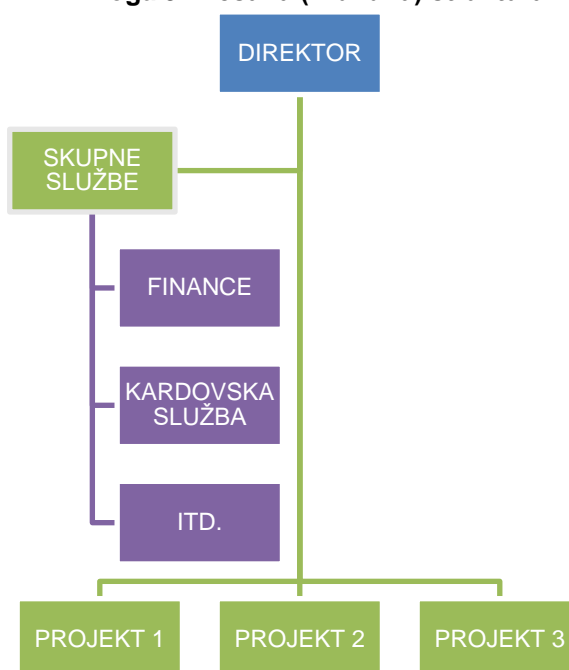 DIREKTOR
SKUPNE
SLUŽBE
FINANCE
KARDOVSKA
SLUŽBA
ITD.
PROJEKT 1
PROJEKT 2
PROJEKT 3